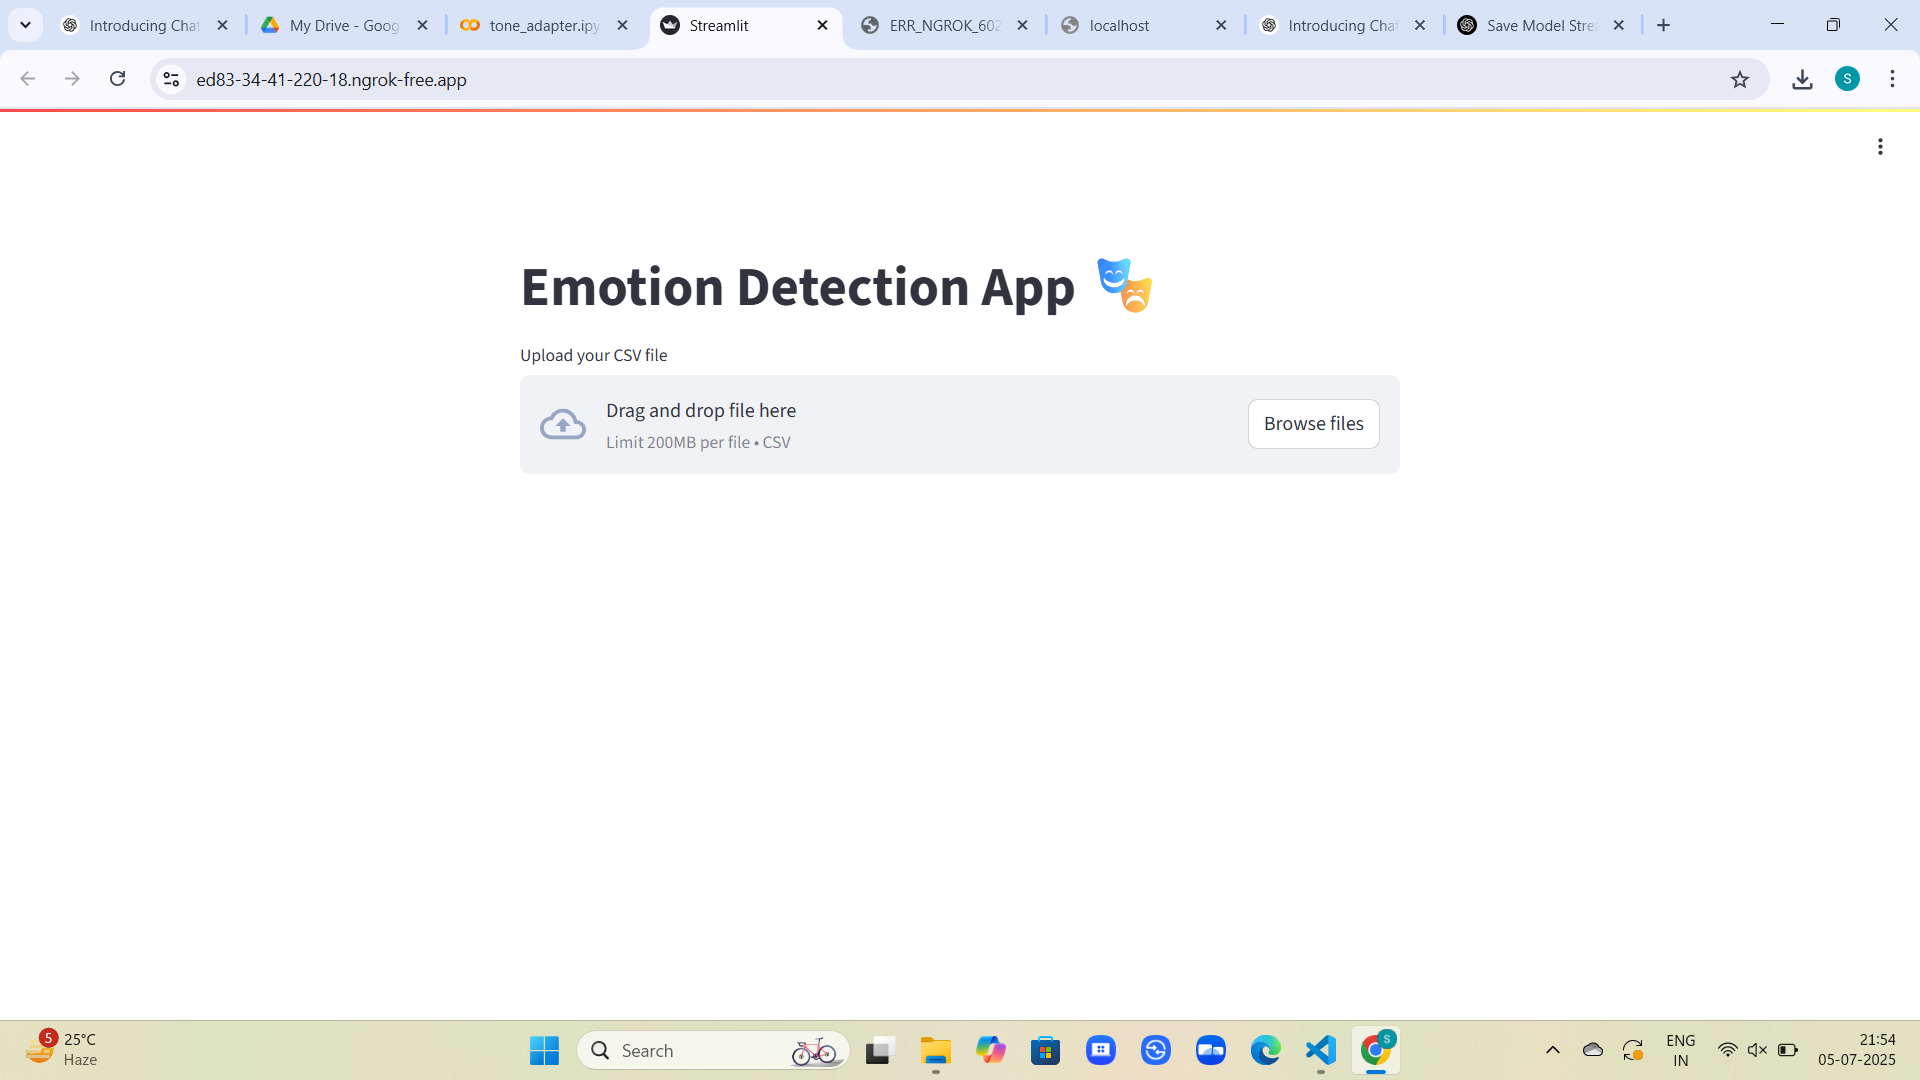 Introducing Chat
My Drive - Goog
tone_adapter.ipy
Streamlit
ERR_NGROK_602
localhost
Introducing Chat
Save Model Strea
ed83-34-41-220-18.ngrok-free.app
S
Emotion Detection App
Upload your CSV file
Drag and drop file here
Limit 200MB per file • CSV
Browse files
5
25°C
Haze
Search
S
ENG
IN
21:54
05-07-2025